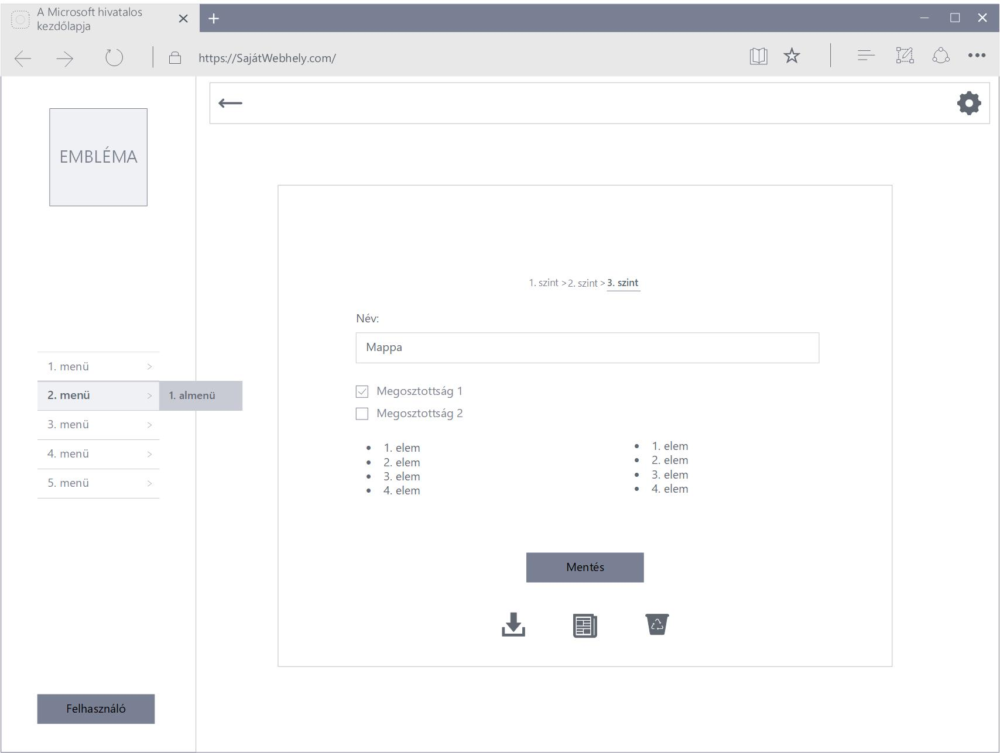 A Microsoft hivatalos
kezdőlapja
https://SajátWebhely.com/
EMBLÉMA
1. menü >
2. menü > 1. almenü
3. menü >
4. menü >
5. menü >
Felhasználó
1. szint > 2. szint > 3. szint
Név:
Mappa
Megosztottság 1
Megosztottság 2
• 1. elem
• 2. elem
• 3. elem
• 4. elem
• 1. elem
• 2. elem
• 3. elem
• 4. elem
Mentés